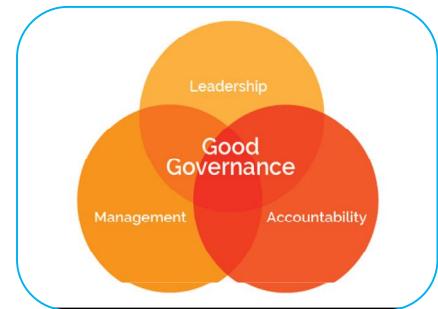 Leadership
Good
Governance
Management
Accountability